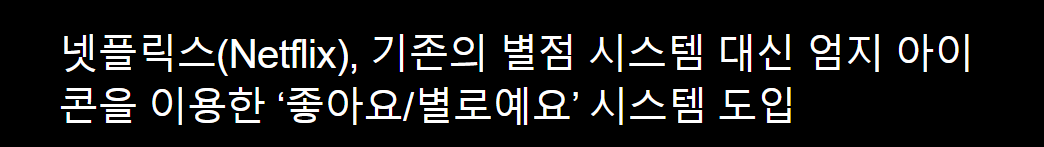 넷플릭스(Netflix), 기존의 별점 시스템 대신 엄지 아이
콘을 이용한 ‘좋아요/별로예요’ 시스템 도입